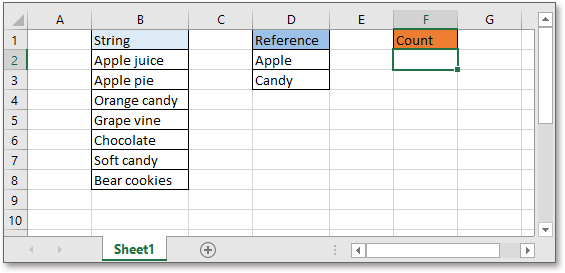 A B C D E F G
1 String Reference Count
2 Apple juice Apple
3 Apple pie Candy
4 Orange candy
5 Grape vine
6 Chocolate
7 Soft candy
8 Bear cookies
9
10
Sheet1